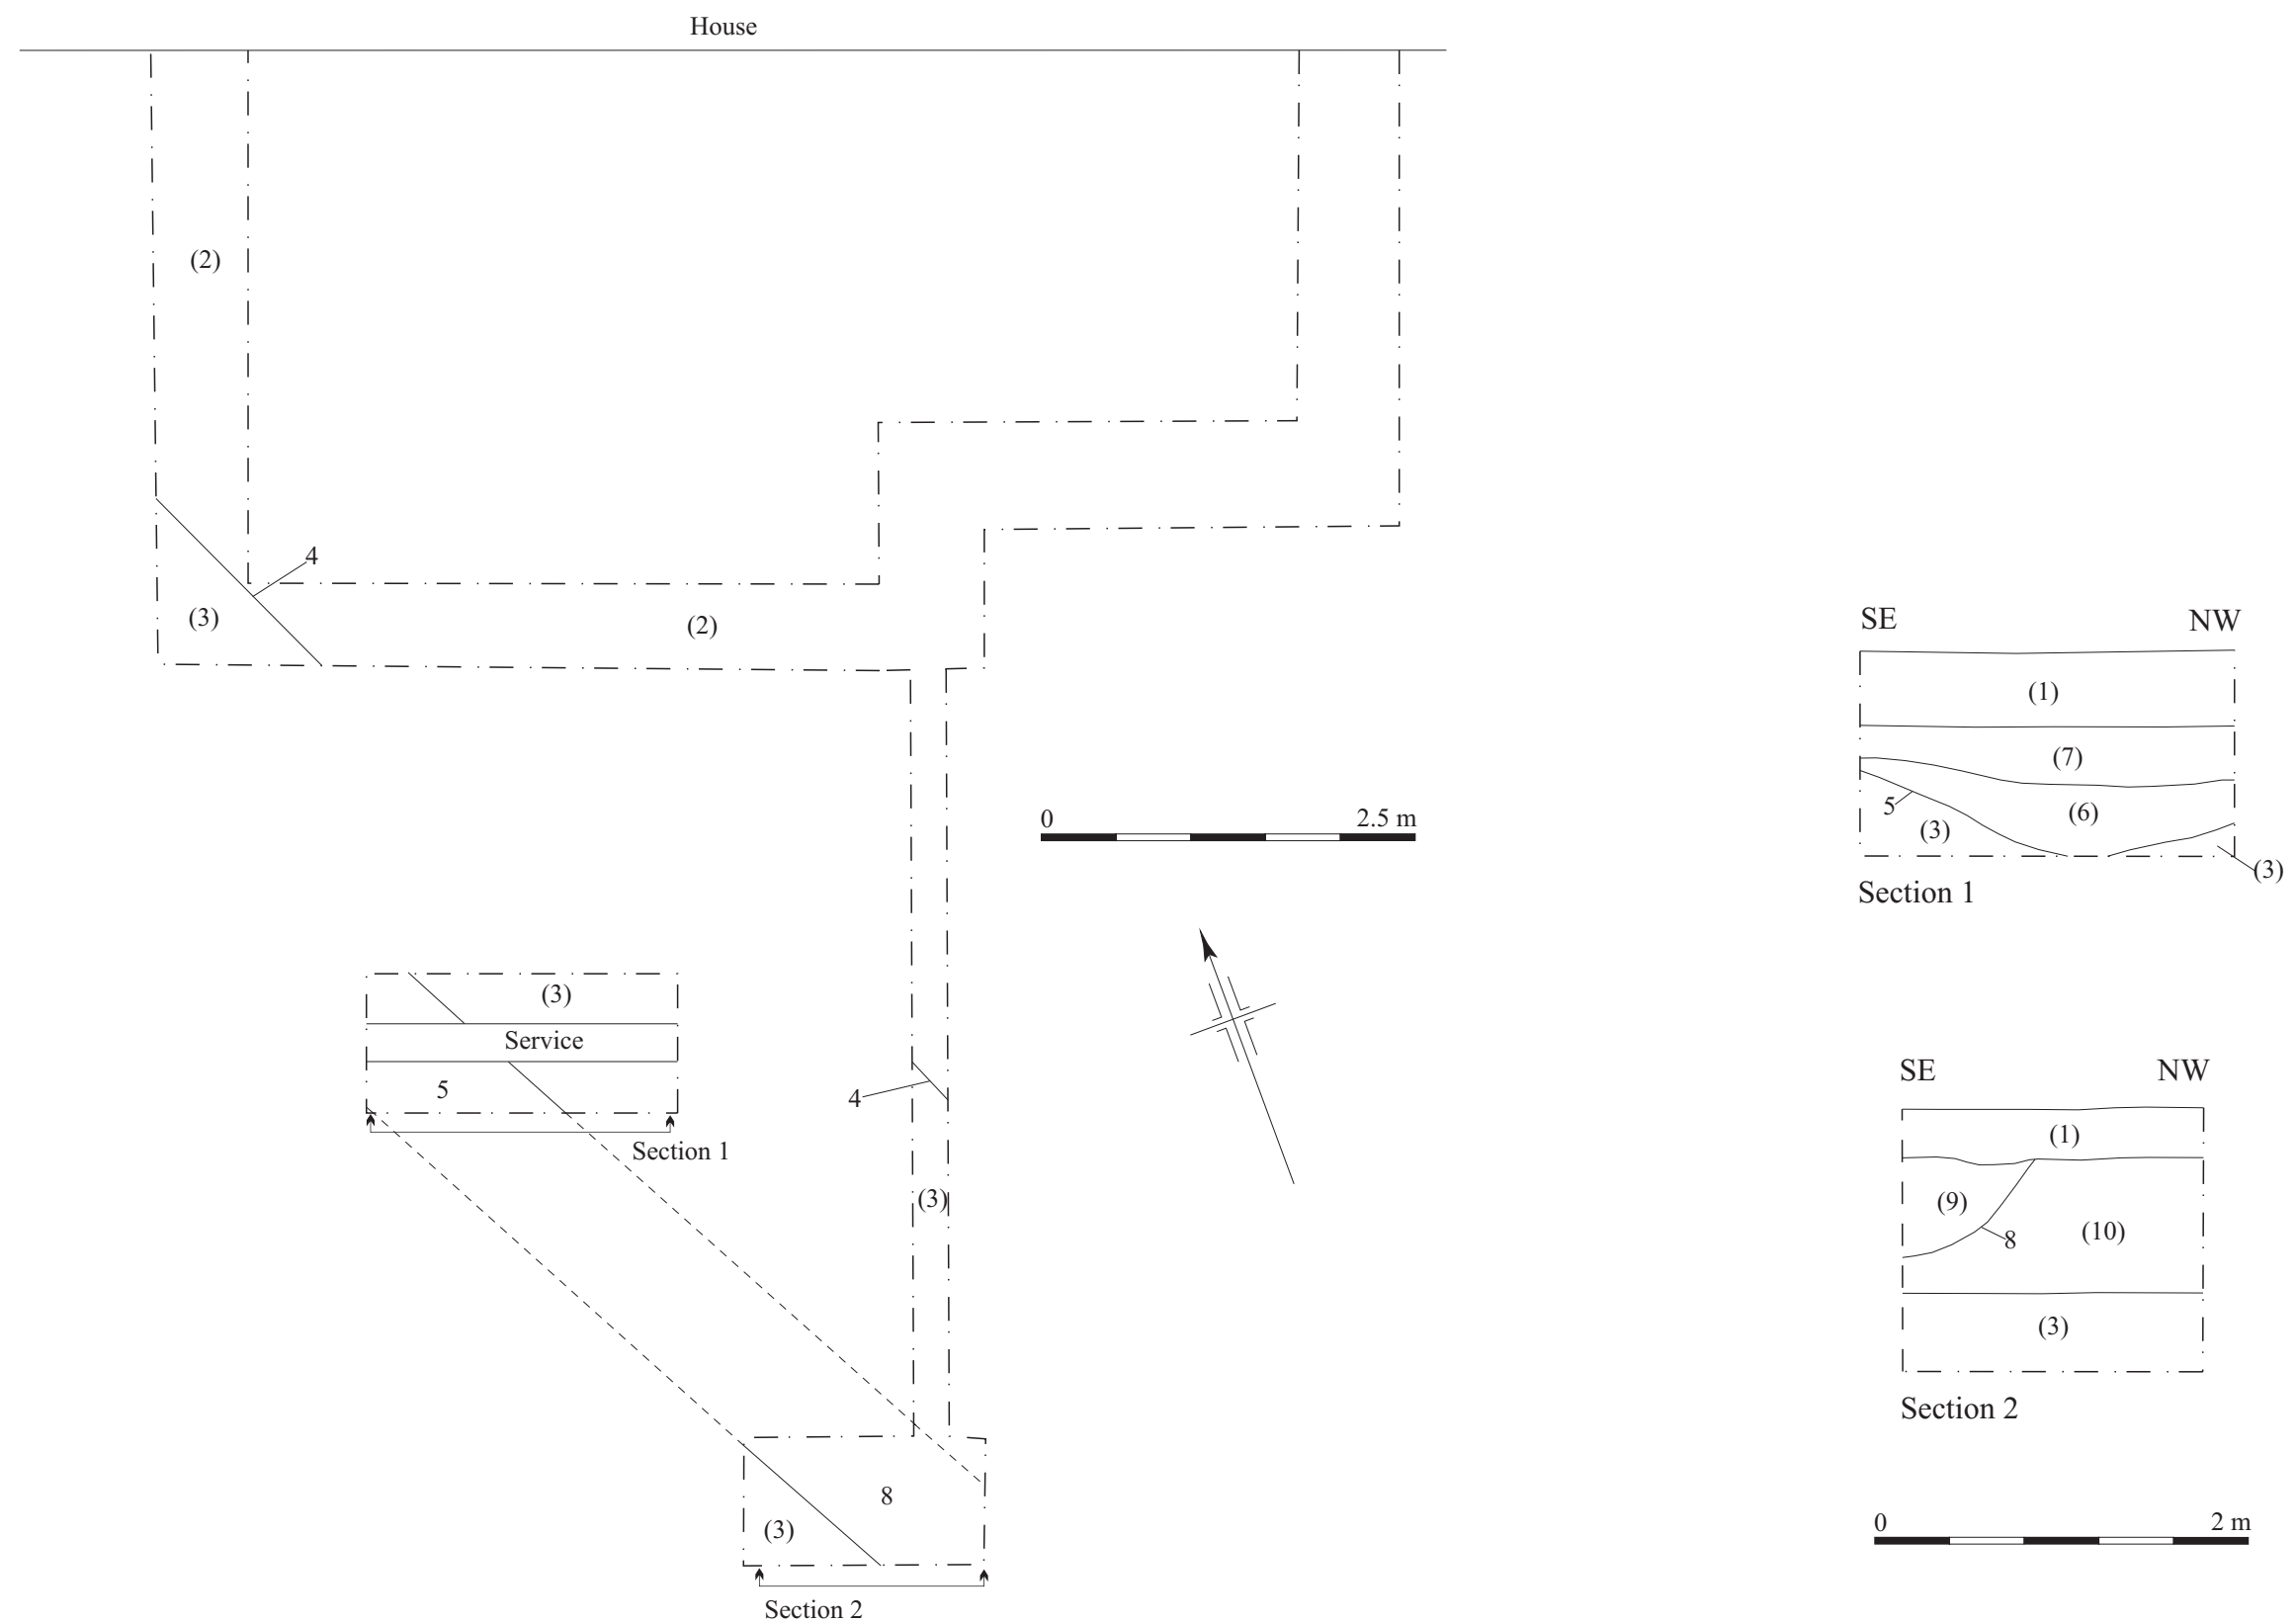 House
(2)
4
(3)
(2)
SE NW
(1)
(7)
5
(6)
(3)
(3)
Section 1
0 2.5 m
(3)
Service
5
Section 1
4
(3)
SE NW
(1)
(9)
8
(10)
(3)
Section 2
8
(3)
Section 2
0 2 m